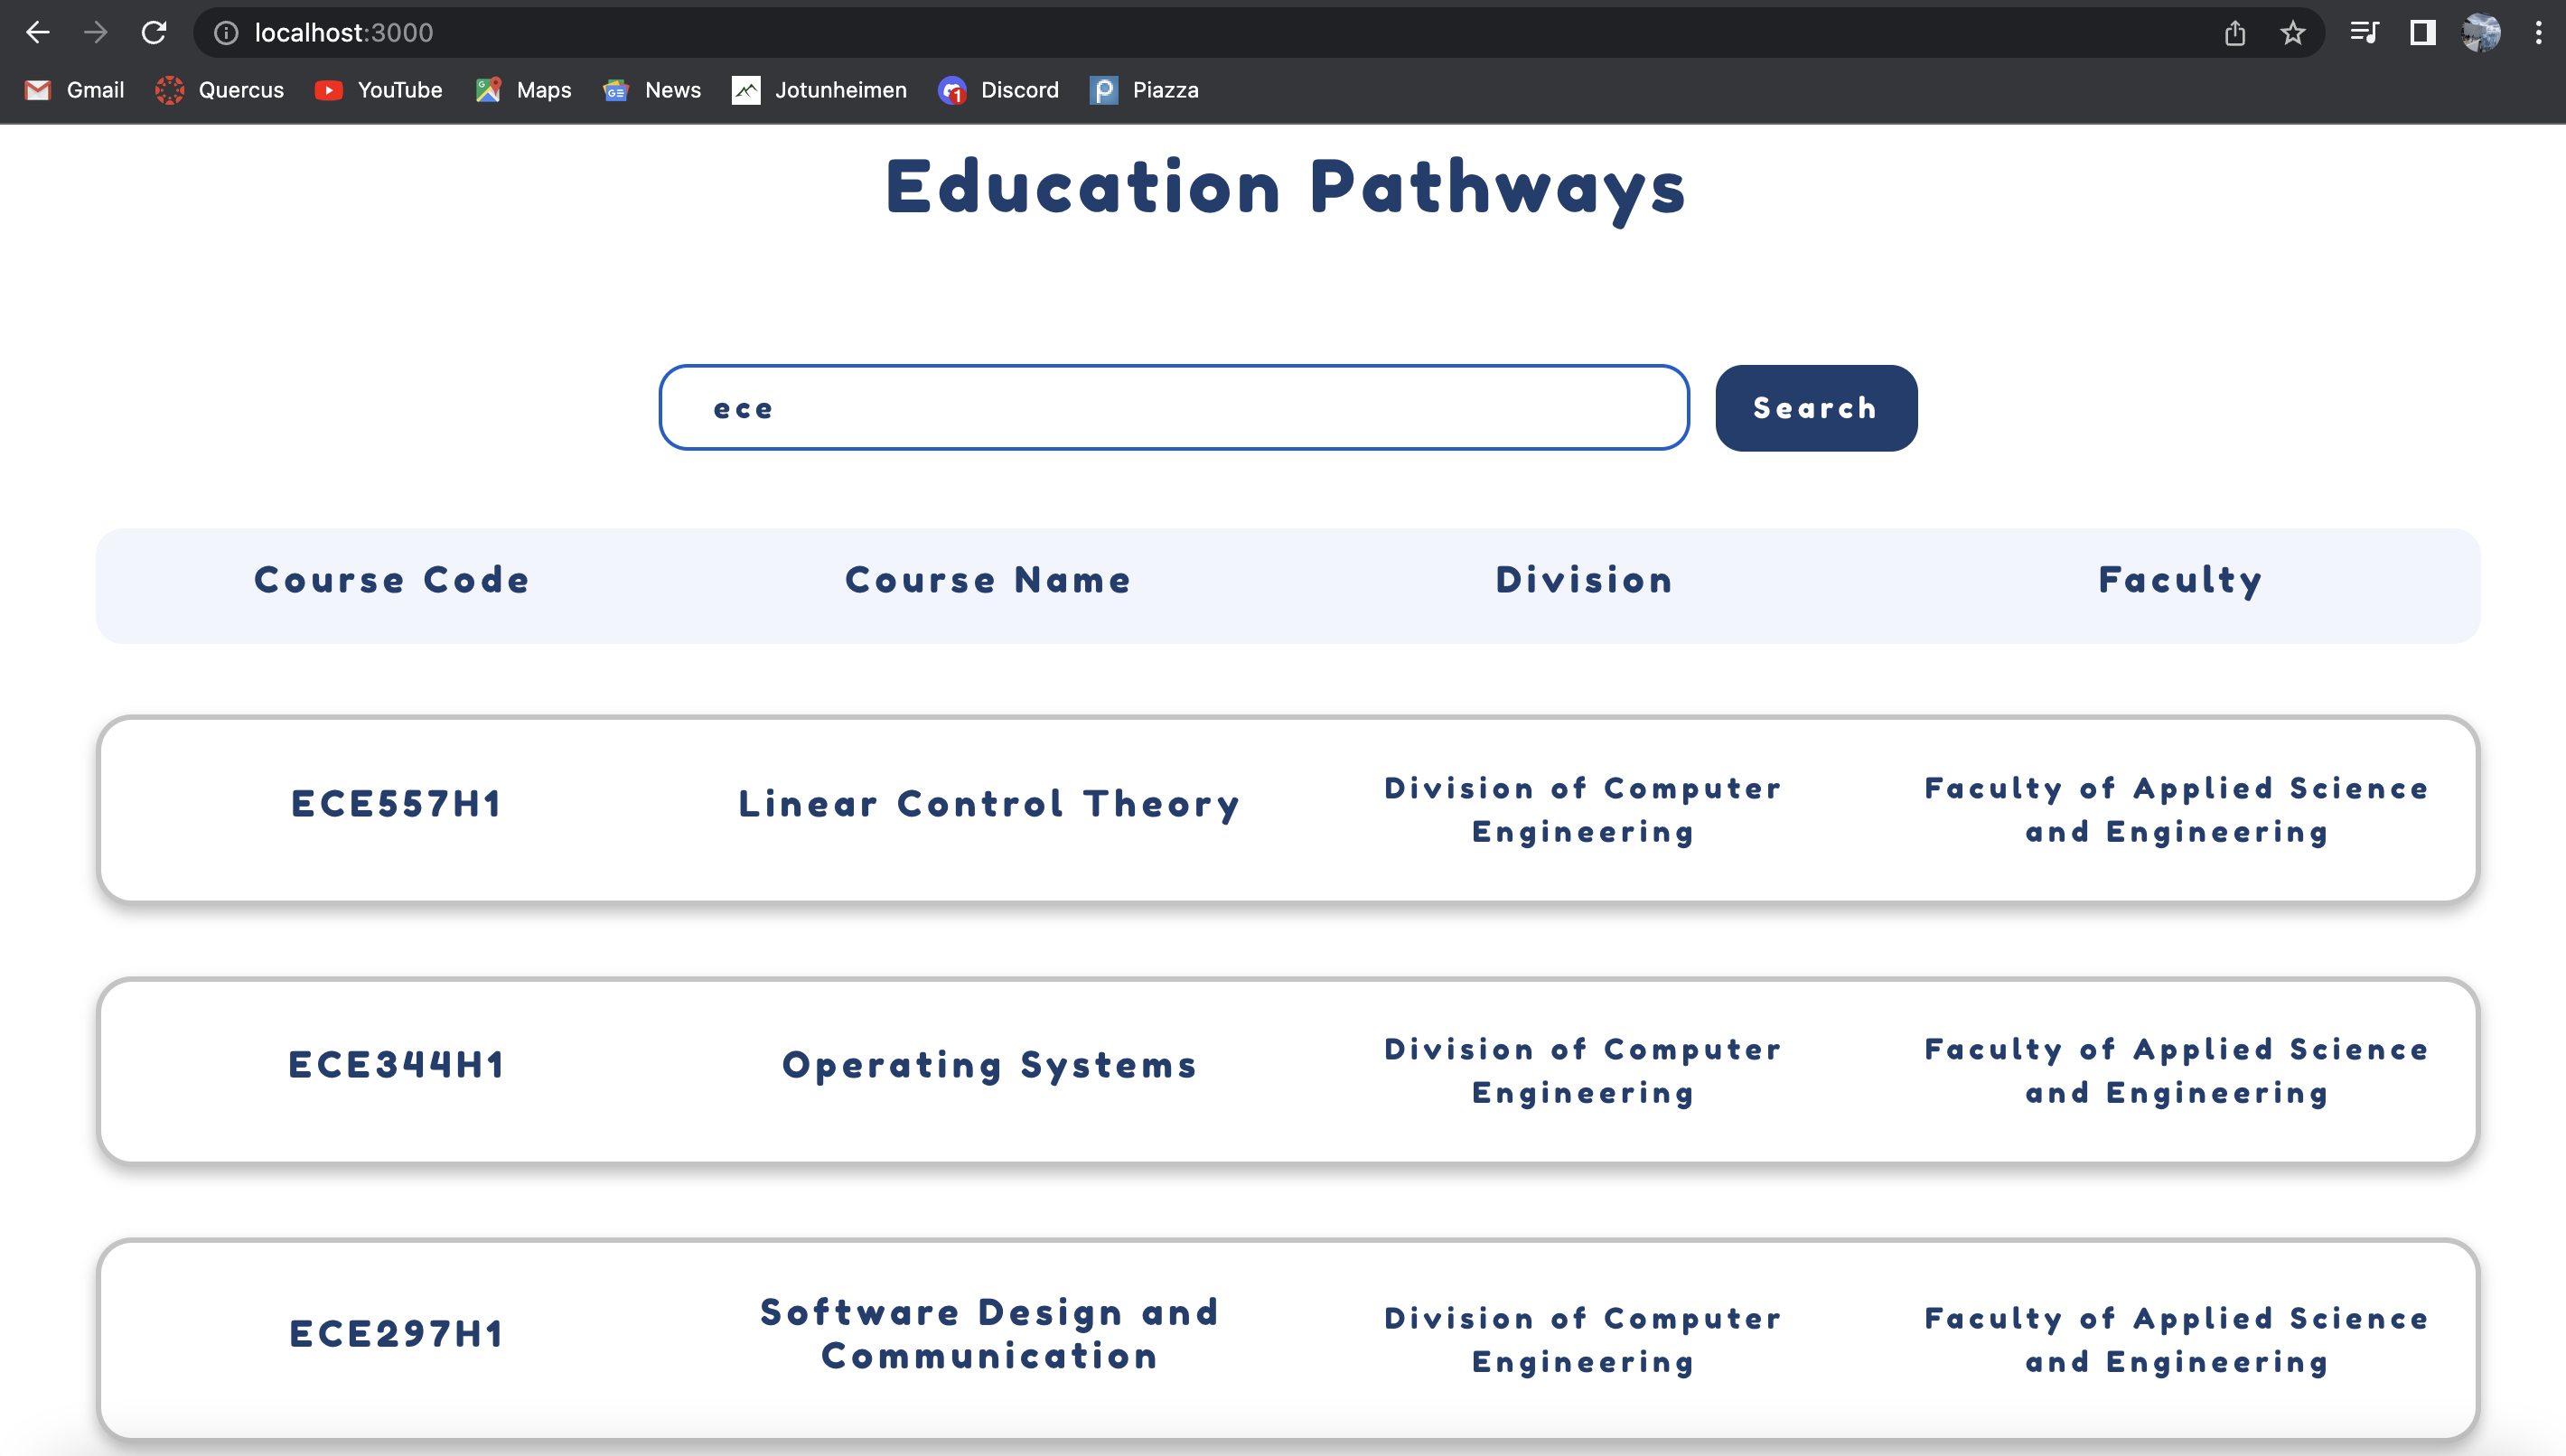 localhost:3000
Gmail Quercus YouTube Maps News Jotunheimen 1 Discord Piazza
Education Pathways
ece Search
Course Code Course Name Division Faculty
ECE557H1 Linear Control Theory Division of Computer Engineering Faculty of Applied Science and Engineering
ECE344H1 Operating Systems Division of Computer Engineering Faculty of Applied Science and Engineering
ECE297H1 Software Design and Communication Division of Computer Engineering Faculty of Applied Science and Engineering